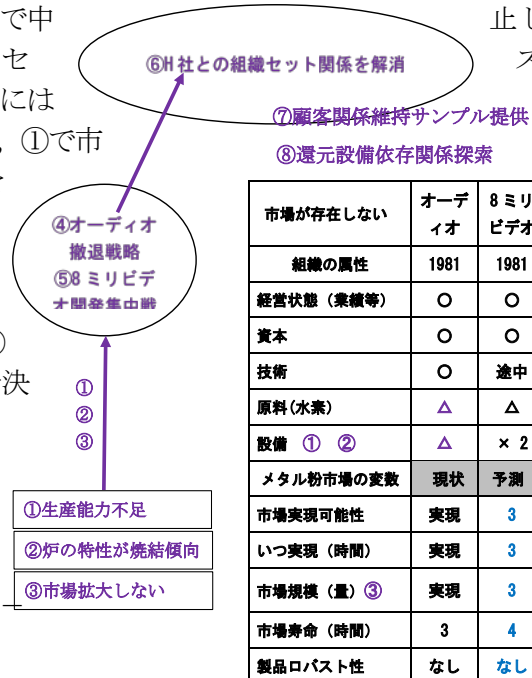 で中
セ
には
，①で市
決
止し
⑥H 社との組織セット関係を解消
⑦顧客関係維持サンプル提供
⑧還元設備依存関係探索
④オーディオ
撤退戦略
⑤8 ミリビデ
オ開発集中戦
①
②
③
①生産能力不足
②炉の特性が焼結傾向
③市場拡大しない
市場が存在しない オーディオ 8 ミリビデオ
組織の属性 1981 1981
経営状態（業績等） ○ ○
資本 ○ ○
技術 ○ 途中
原料(水素) △ △
設備 ① ② △ × 2
メタル粉市場の変数 現状 予測
市場実現可能性 実現 3
いつ実現（時間） 実現 3
市場規模（量）③ 実現 3
市場寿命（時間） 3 4
製品ロバスト性 なし なし